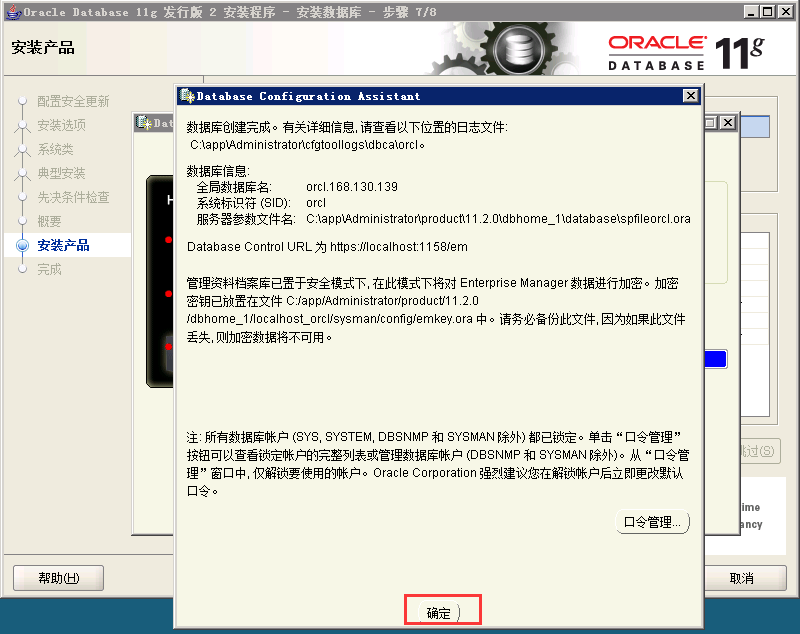 Oracle Database 11g 发行版 2 安装程序 - 安装数据库 - 步骤 7/8
安装产品
ORACLE
DATABASE
11g
配置安全更新
安装选项
系统类
典型安装
先决条件检查
概要
安装产品
完成
Dat
Database Configuration Assistant
数据库创建完成。有关详细信息, 请查看以下位置的日志文件:
C:\app\Administrator\cfgtoollogs\dbca\orcl。
数据库信息:
全局数据库名: orcl.168.130.139
系统标识符 (SID): orcl
服务器参数文件名: C:\app\Administrator\product\11.2.0\dbhome_1\database\spfileorcl.ora
Database Control URL 为 https://localhost:1158/em
管理资料档案库已置于安全模式下, 在此模式下将对 Enterprise Manager 数据进行加密。加密
密钥已放置在文件 C:/app/Administrator/product/11.2.0
/dbhome_1/localhost_orcl/sysman/config/emkey.ora 中。请务必备份此文件, 因为如果此文件
丢失, 则加密数据将不可用。
注: 所有数据库帐户 (SYS, SYSTEM, DBSNMP 和 SYSMAN 除外) 都已锁定。单击“口令管理”
按钮可以查看锁定帐户的完整列表或管理数据库帐户 (DBSNMP 和 SYSMAN 除外)。从“口令管
理”窗口中, 仅解锁要使用的帐户。Oracle Corporation 强烈建议您在解锁帐户后立即更改默认
口令。
口令管理...
确定
H
过(S)
ime
ancy
帮助(H)
取消